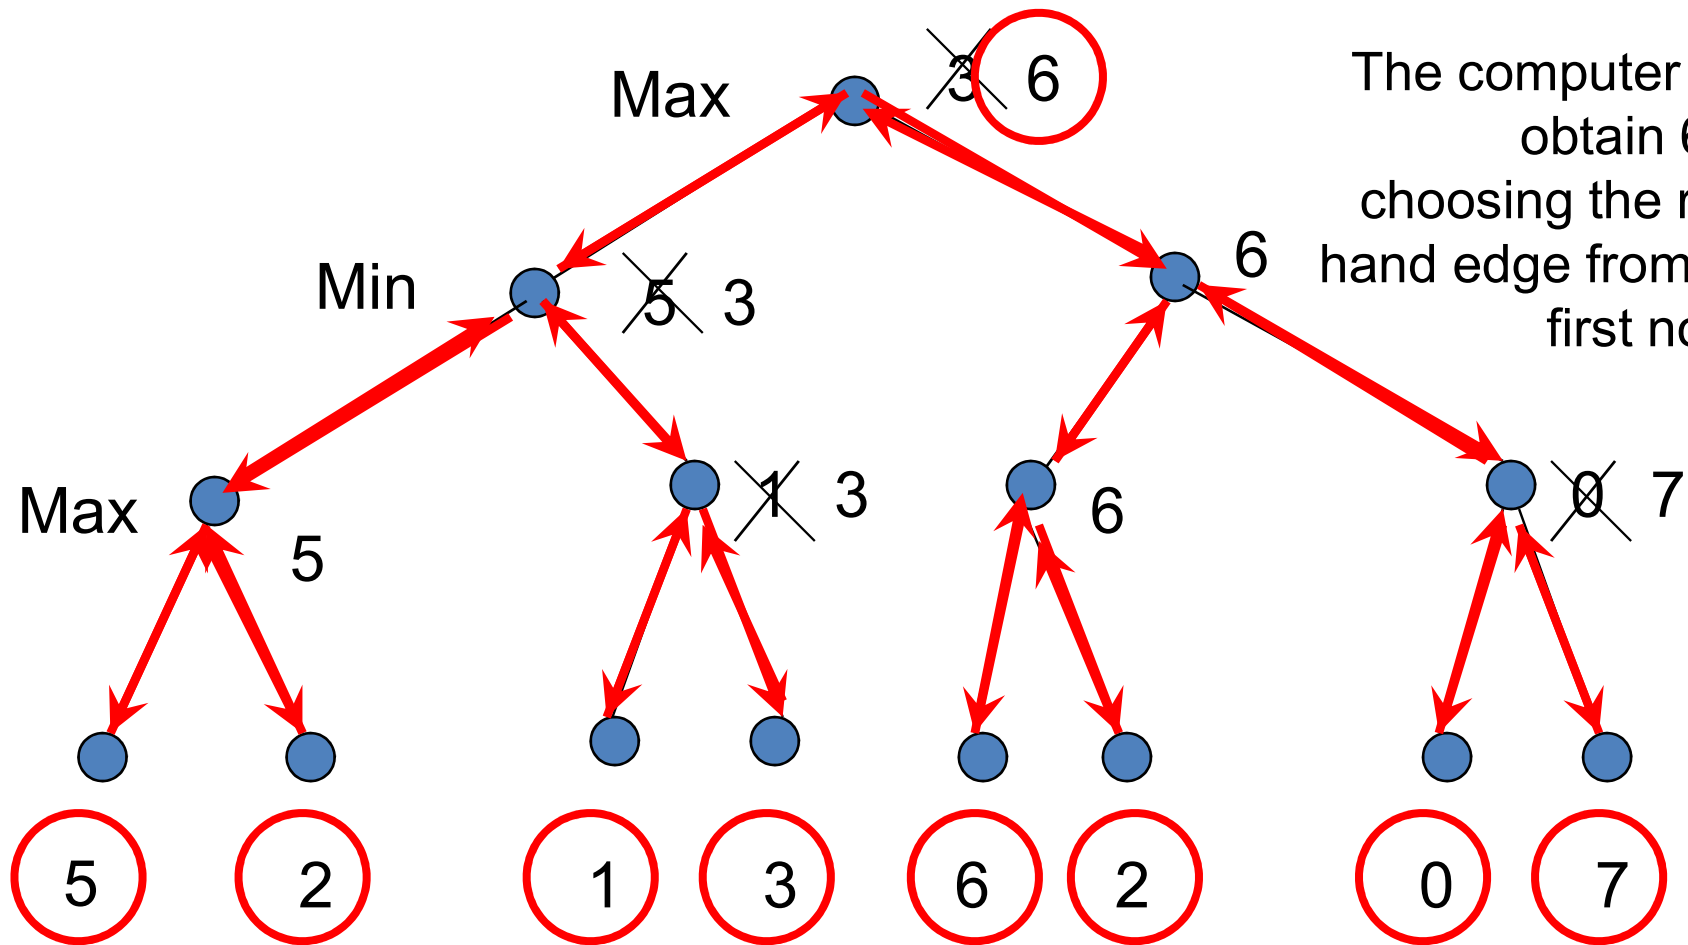 Max
3 6
The computer
obtain 6
choosing the
hand edge from
first
Min
5 3
6
Max
5
1 3
6
0 7
5 2 1 3 6 2 0 7